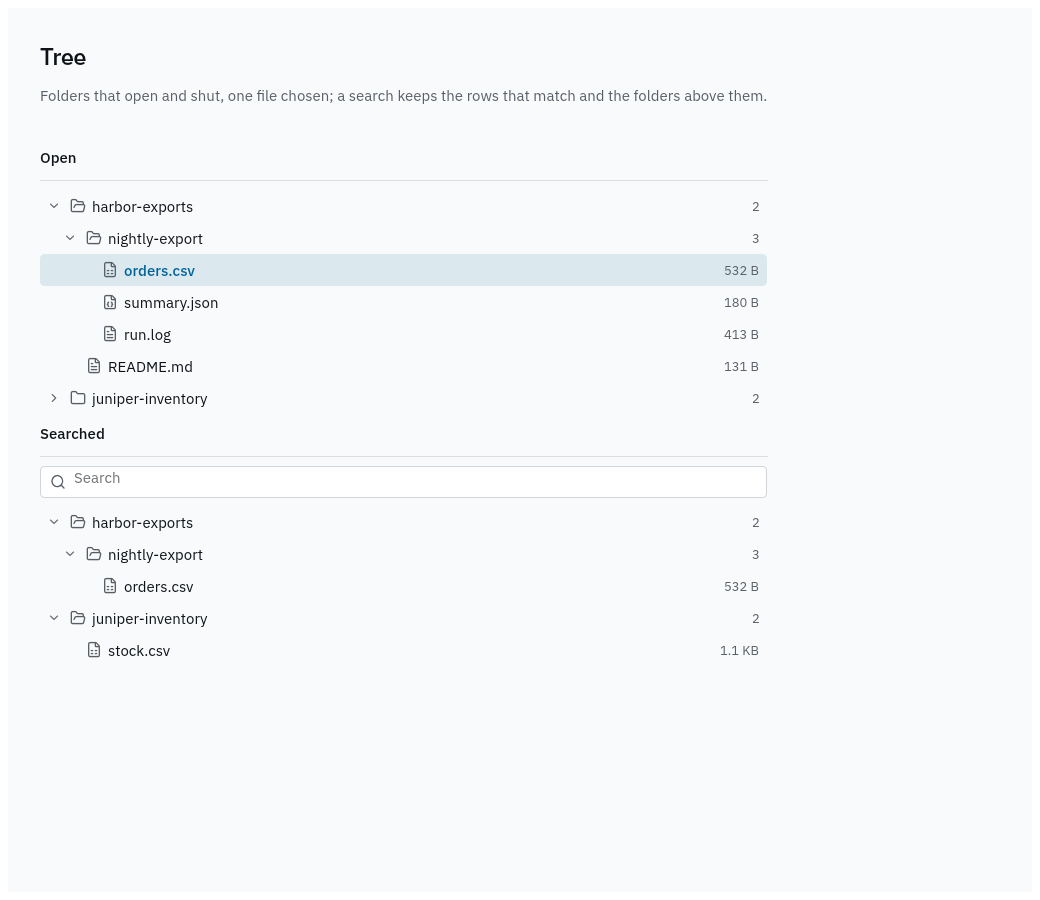 Tree
Folders that open and shut, one file chosen; a search keeps the rows that match and the folders above them.
Open
harbor-exports 2
nightly-export 3
orders.csv 532 B
summary.json 180 B
run.log 413 B
README.md 131 B
juniper-inventory 2
Searched
Search
harbor-exports 2
nightly-export 3
orders.csv 532 B
juniper-inventory 2
stock.csv 1.1 KB